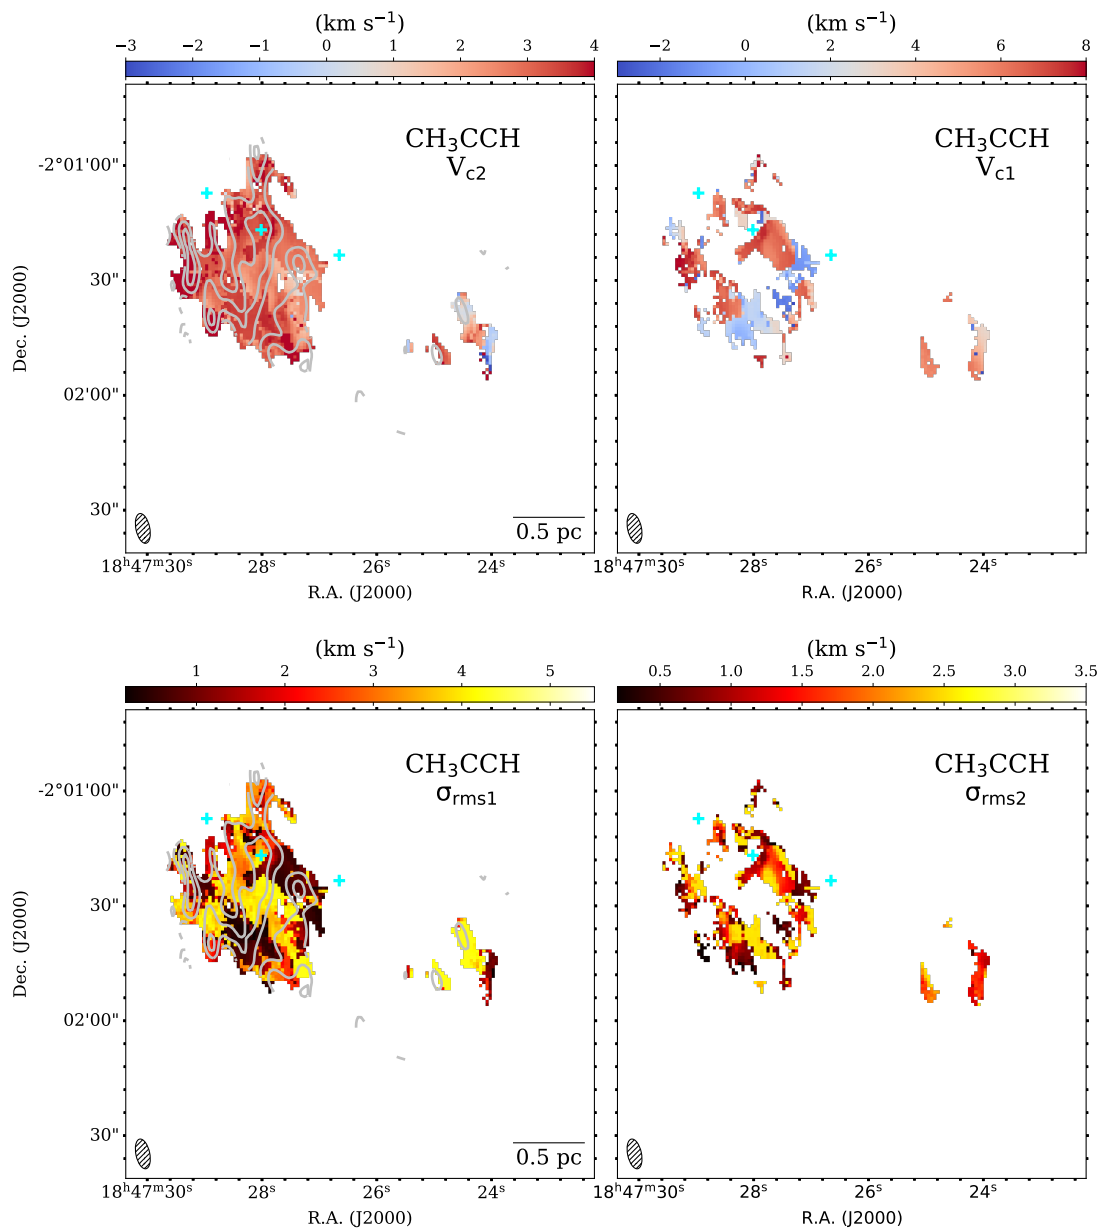 (km s⁻¹) (km s⁻¹)
−3 −2 −1 0 1 2 3 4 −2 0 2 4 6 8
CH₃CCH CH₃CCH
V_c2 V_c1
-2°01'00"
30"
02'00"
30"
0.5 pc
18ʰ47ᵐ30ˢ 28ˢ 26ˢ 24ˢ 18ʰ47ᵐ30ˢ 28ˢ 26ˢ 24ˢ
R.A. (J2000) R.A. (J2000)
Dec. (J2000)
(km s⁻¹) (km s⁻¹)
1 2 3 4 5 0.5 1.0 1.5 2.0 2.5 3.0 3.5
CH₃CCH CH₃CCH
σ_rms1 σ_rms2
-2°01'00"
30"
02'00"
30"
0.5 pc
18ʰ47ᵐ30ˢ 28ˢ 26ˢ 24ˢ 18ʰ47ᵐ30ˢ 28ˢ 26ˢ 24ˢ
R.A. (J2000) R.A. (J2000)
Dec. (J2000)